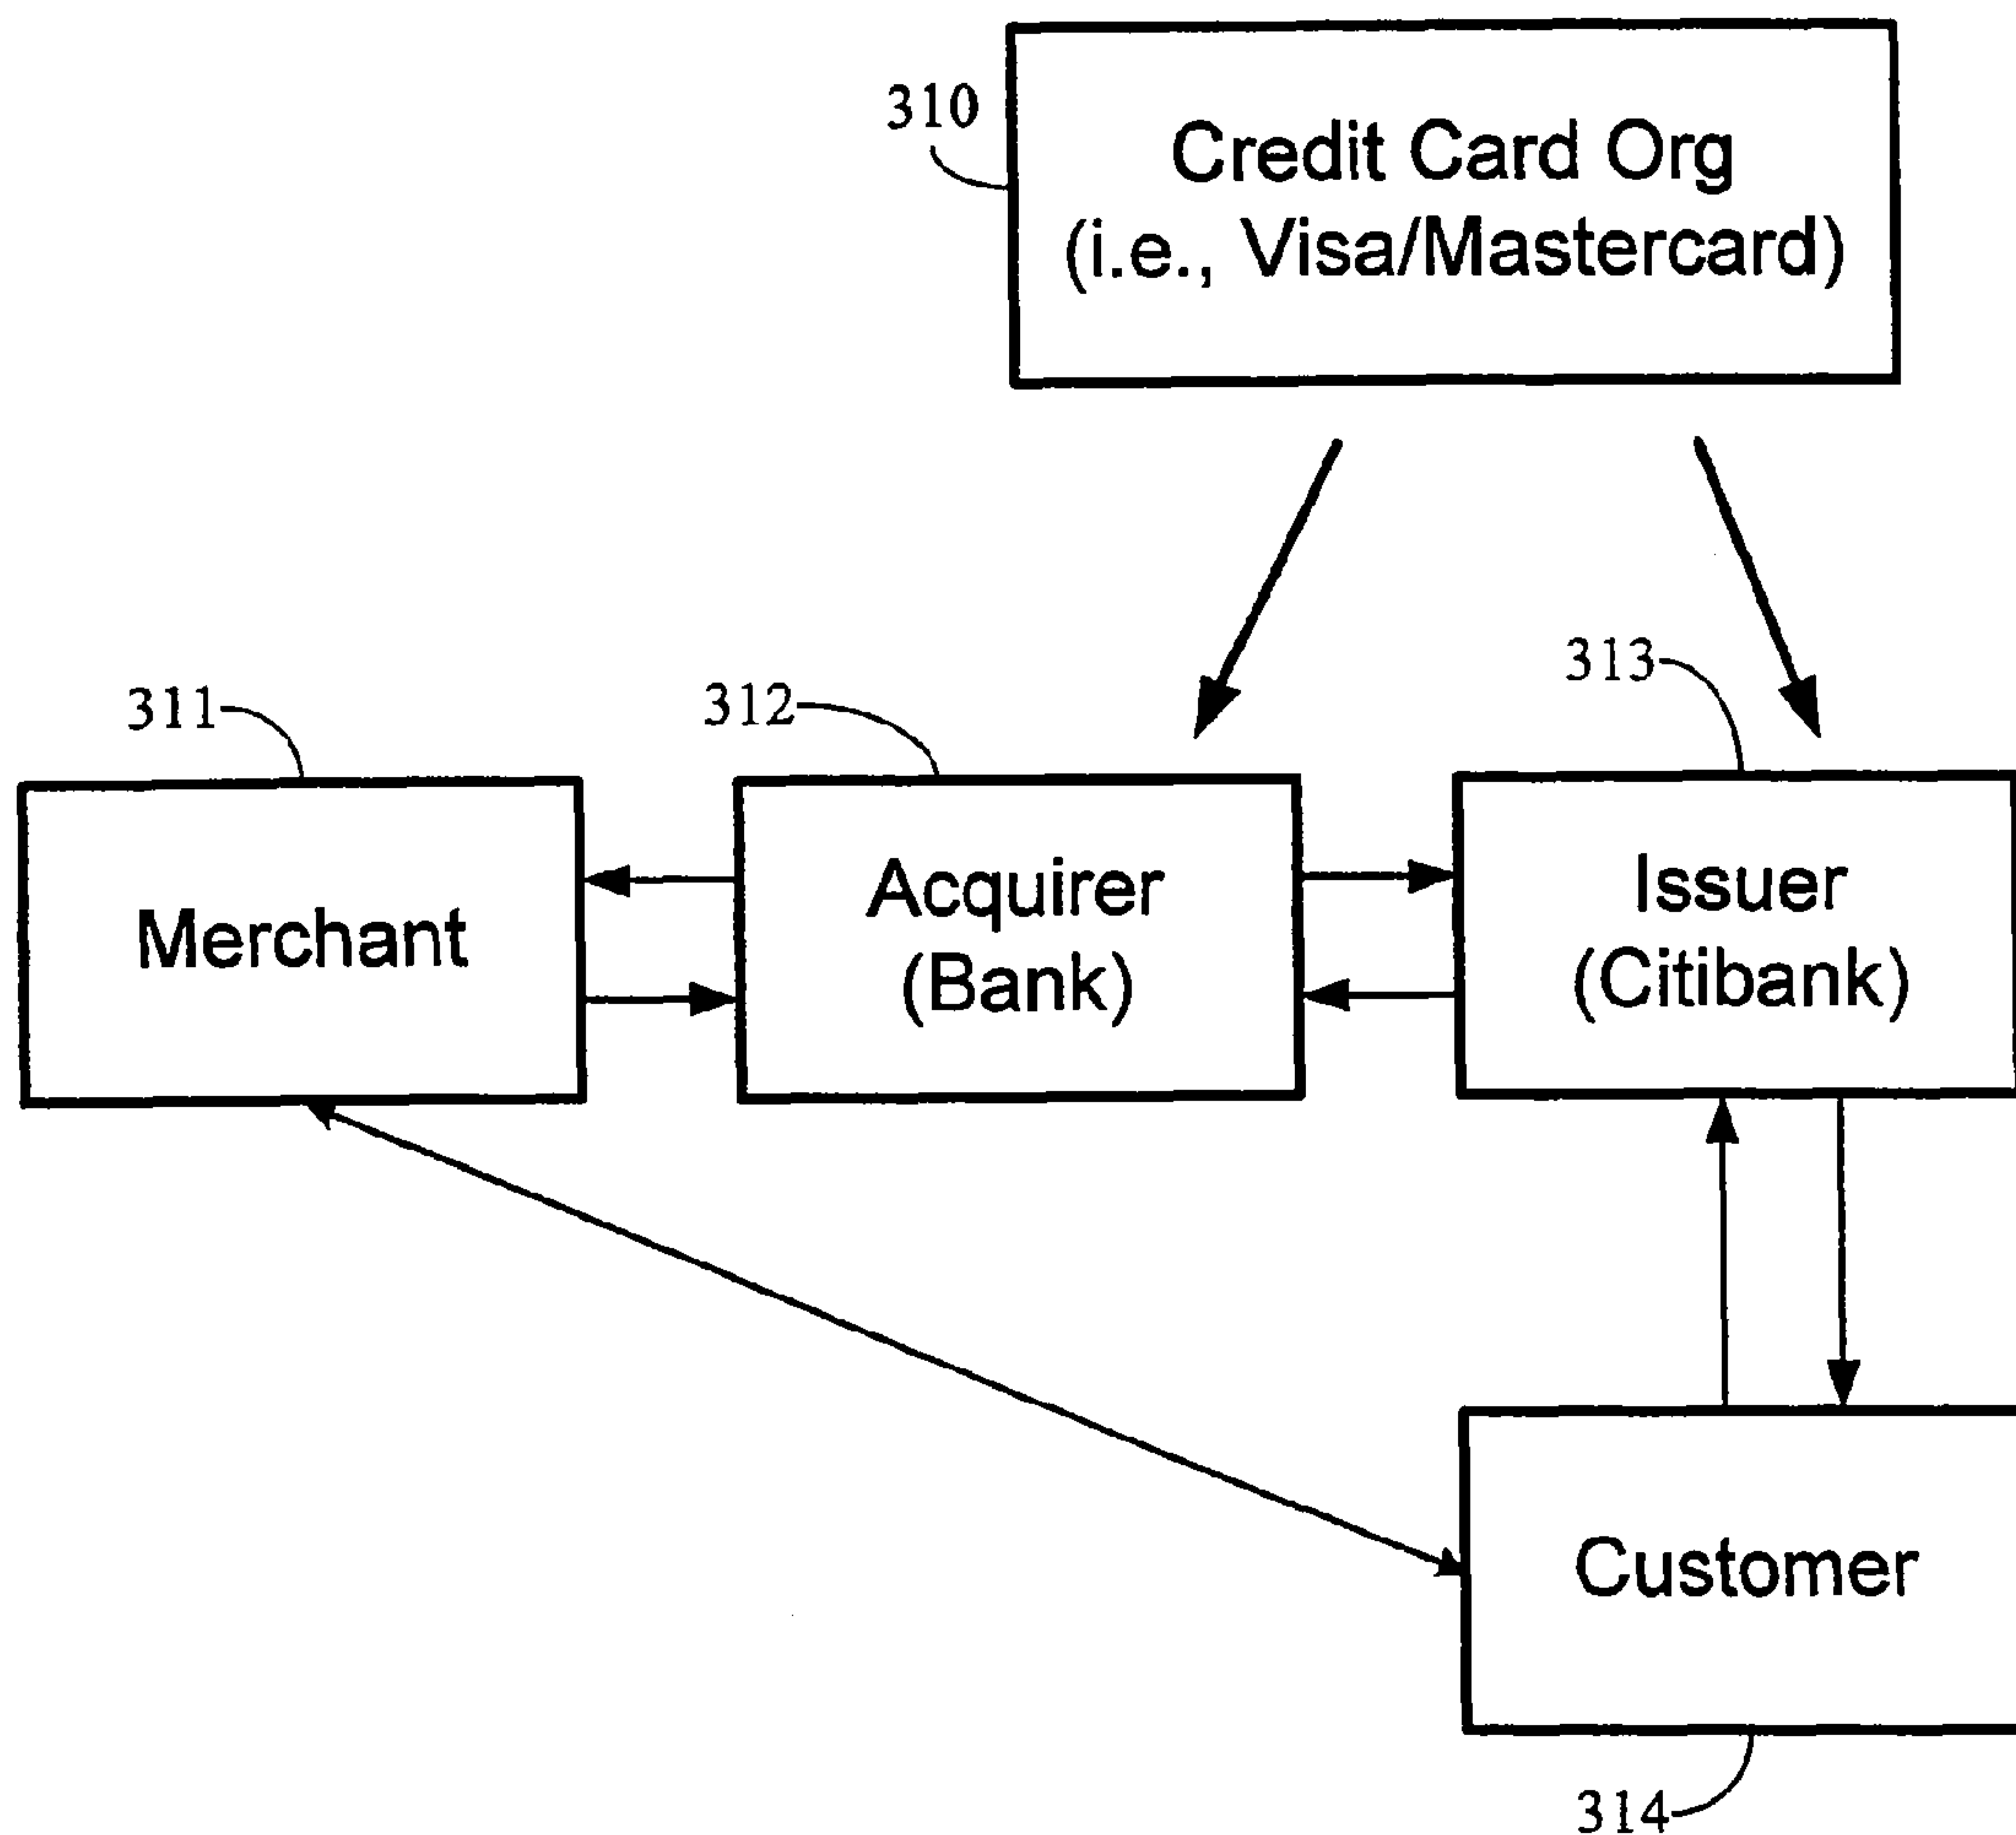 310
Credit Card Org
(i.e., Visa/Mastercard)
313
311
312
Merchant
Acquirer
(Bank)
Issuer
(Citibank)
Customer
314